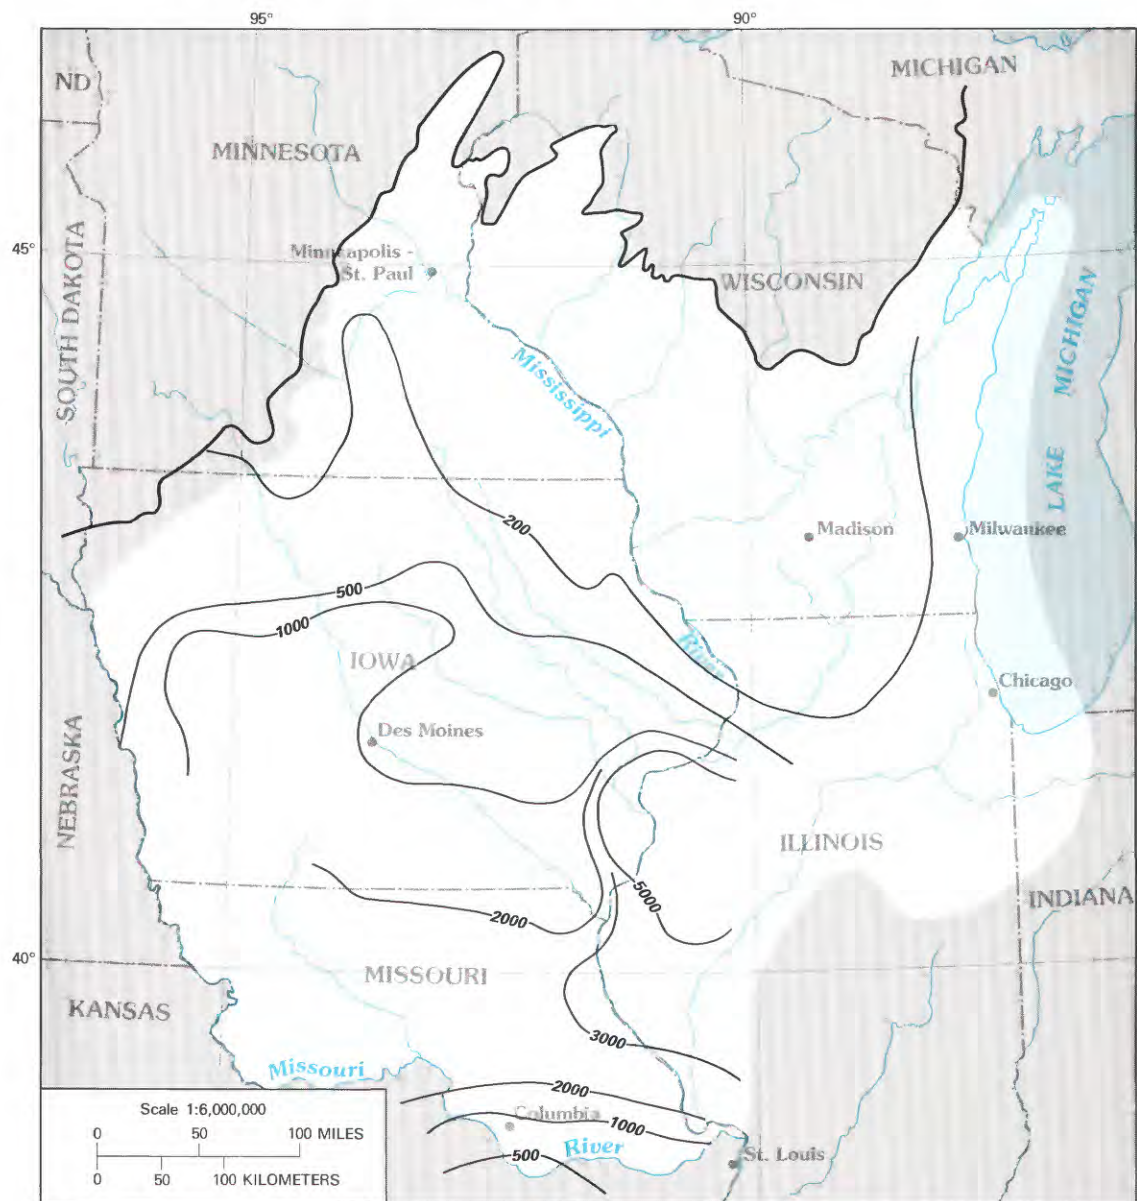 95°
90°
ND
MICHIGAN
MINNESOTA
45°
Minneapolis -
St. Paul
WISCONSIN
SOUTH DAKOTA
LAKE MICHIGAN
Mississippi
200
Madison
Milwaukee
500
1000
IOWA
River
Chicago
Des Moines
NEBRASKA
ILLINOIS
5000
INDIANA
2000
40°
MISSOURI
KANSAS
3000
Missouri
2000
Columbia
1000
River
500
St. Louis
Scale 1:6,000,000
0 50 100 MILES
0 50 100 KILOMETERS